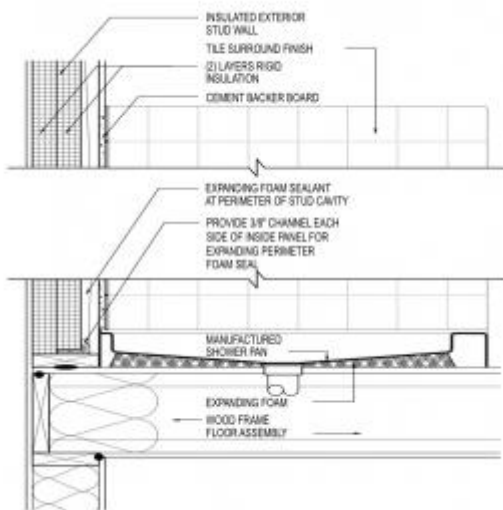 INSULATED EXTERIOR
STUD WALL
TILE SURROUND FINISH
(2) LAYERS RIGID
INSULATION
CEMENT BACKER BOARD
EXPANDING FOAM SEALANT
AT PERIMETER OF STUD CAVITY
PROVIDE 3/8" CHANNEL EACH
SIDE OF INSIDE PANEL FOR
EXPANDING PERIMETER
FOAM SEAL
MANUFACTURED
SHOWER PAN
EXPANDING FOAM
WOOD FRAME
FLOOR ASSEMBLY